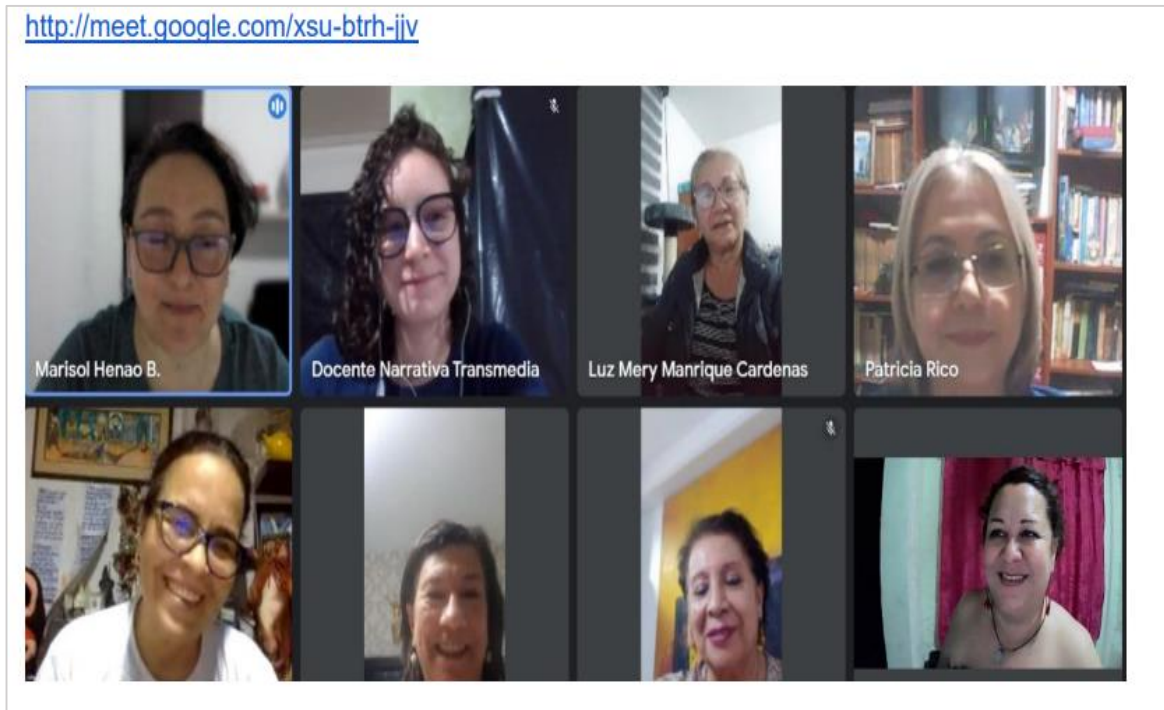 http://meet.google.com/xsu-btrh-jjv
Marisol Henao B.
Docente Narrativa Transmedia
Luz Mery Manrique Cardenas
Patricia Rico